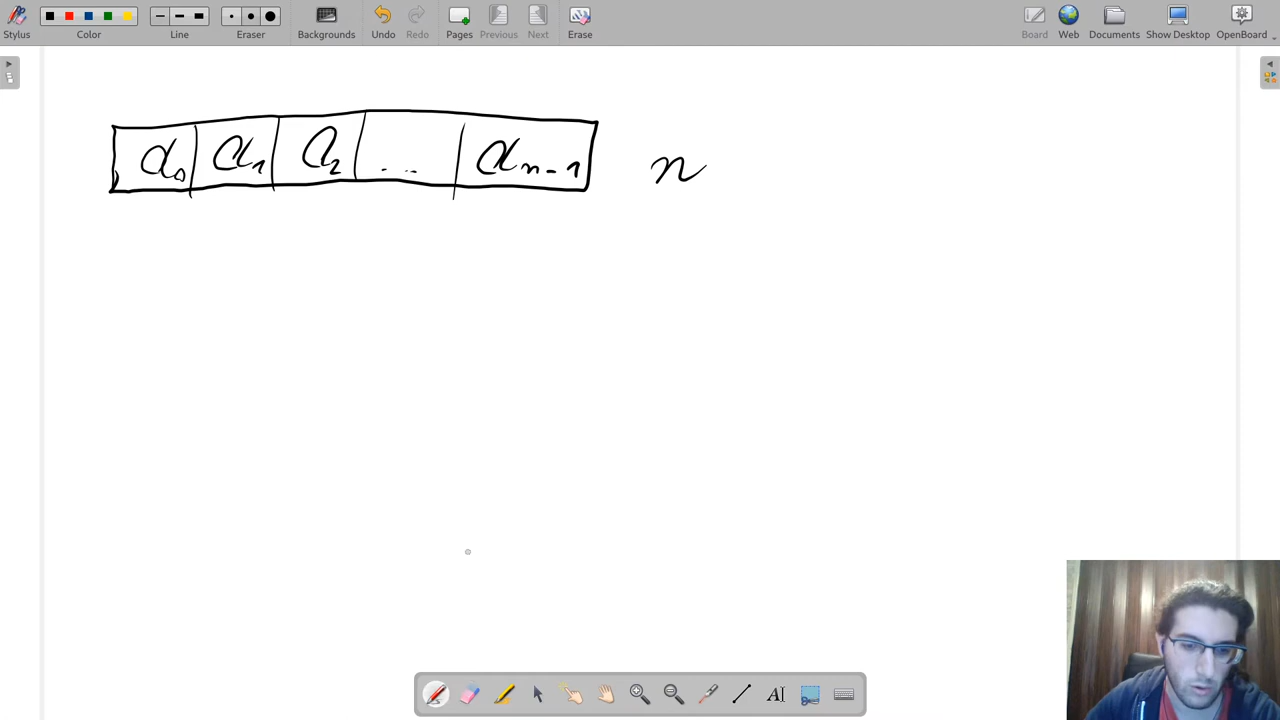 Stylus Color Line Eraser Backgrounds Undo Redo Pages Previous Next Erase Board Web Documents Show Desktop OpenBoard
a₀ a₁ a₂ ... aₙ₋₁ n